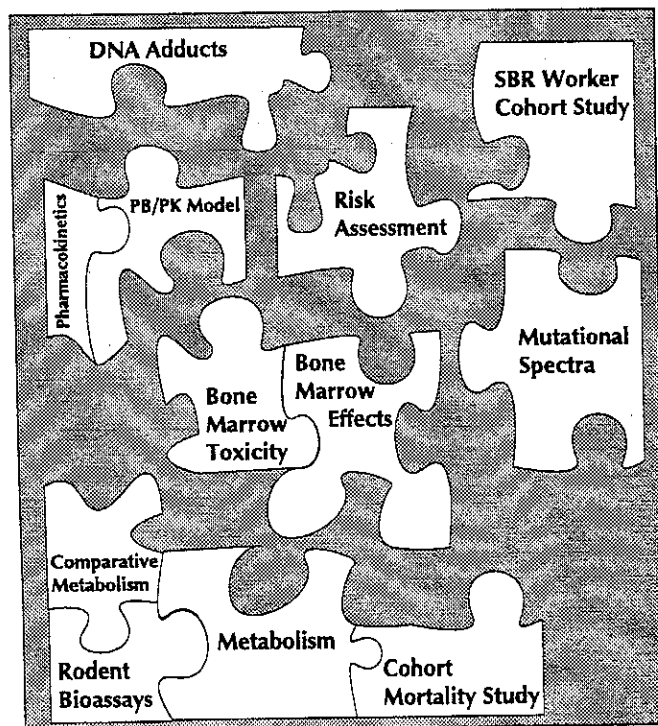 DNA Adducts
SBR Worker
Cohort Study
Pharmacokinetics
PB/PK Model
Risk
Assessment
Mutational
Spectra
Bone
Marrow
Toxicity
Bone
Marrow
Effects
Comparative
Metabolism
Rodent
Bioassays
Metabolism
Cohort
Mortality Study